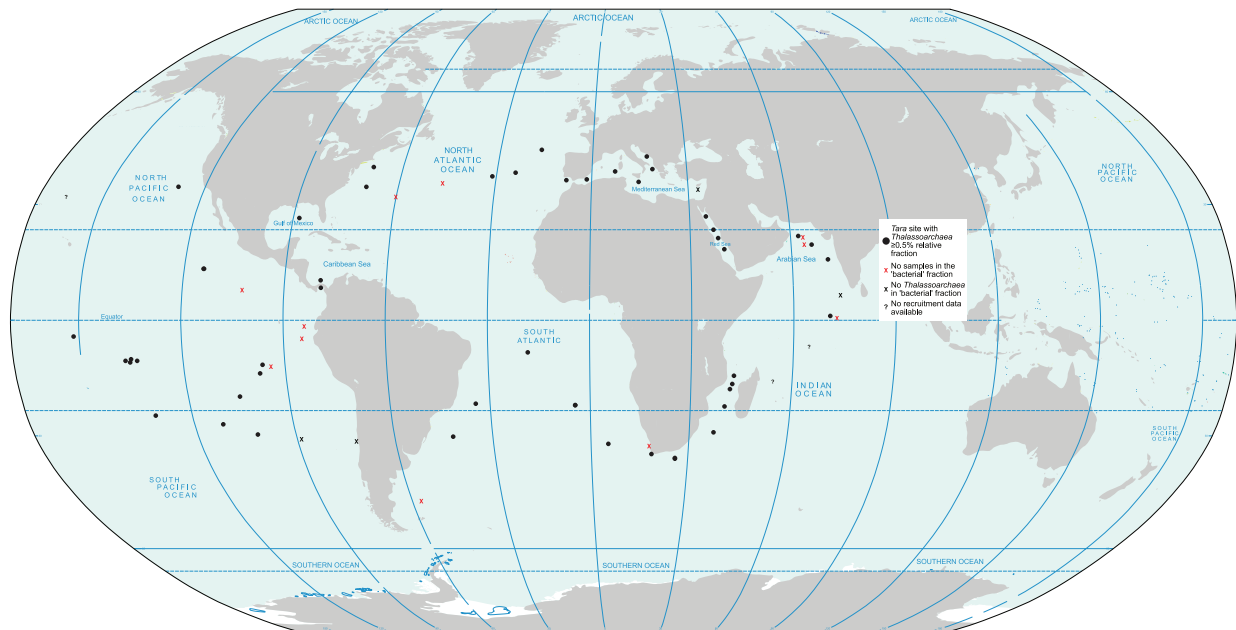 ARCTIC OCEAN
ARCTIC OCEAN
ARCTIC OCEAN
NORTH
ATLANTIC
OCEAN
NORTH
PACIFIC
OCEAN
NORTH
PACIFIC
OCEAN
Mediterranean Sea
Gulf of Mexico
Red Sea
Caribbean Sea
Arabian Sea
Tara site with
Thalassoarchaea
≥0.5% relative
fraction
x No samples in the
'bacterial' fraction
x No Thalassoarchaea
in 'bacterial' fraction
? No recruitment data
available
Equator
SOUTH
ATLANTIC
INDIAN
OCEAN
SOUTH
PACIFIC
OCEAN
SOUTH
PACIFIC
OCEAN
SOUTHERN OCEAN
SOUTHERN OCEAN
SOUTHERN OCEAN